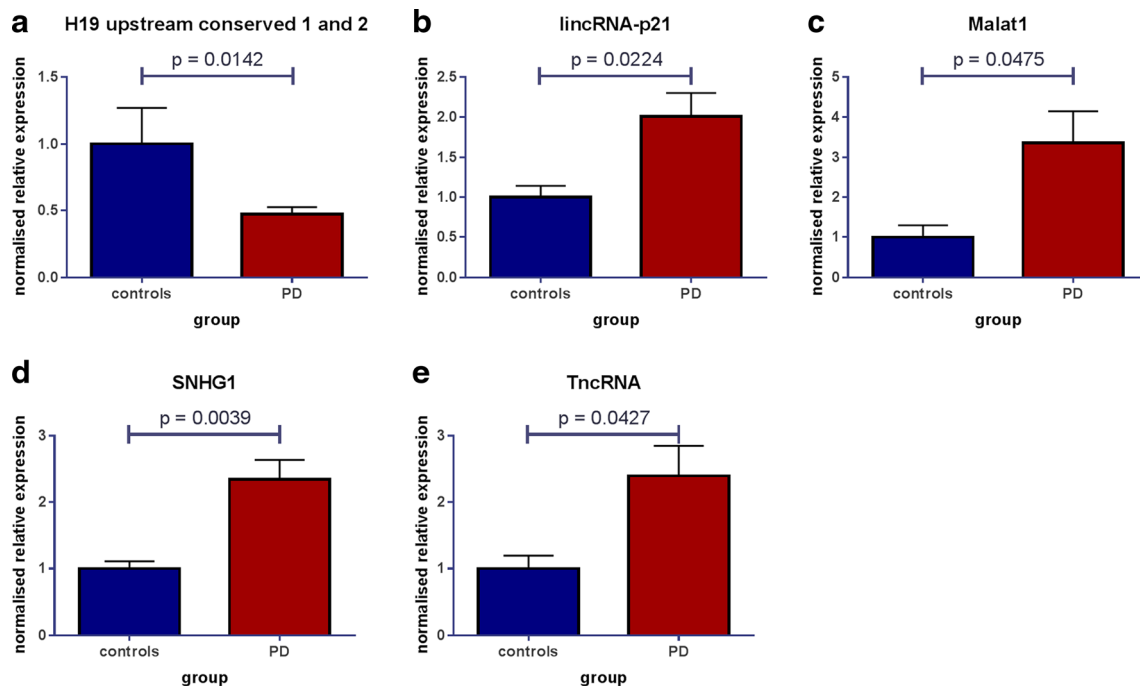 a
H19 upstream conserved 1 and 2
p = 0.0142
normalised relative expression
1.5
1.0
0.5
0.0
controls
PD
group
b
lincRNA-p21
p = 0.0224
normalised relative expression
2.5
2.0
1.5
1.0
0.5
0.0
controls
PD
group
c
Malat1
p = 0.0475
normalised relative expression
5
4
3
2
1
0
controls
PD
group
d
SNHG1
p = 0.0039
normalised relative expression
3
2
1
0
controls
PD
group
e
TncRNA
p = 0.0427
normalised relative expression
3
2
1
0
controls
PD
group